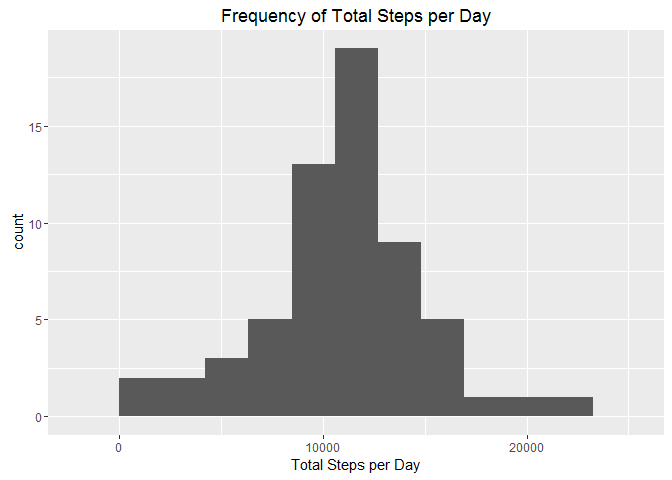 Frequency of Total Steps per Day
15
10
5
0
count
0 10000 20000
Total Steps per Day